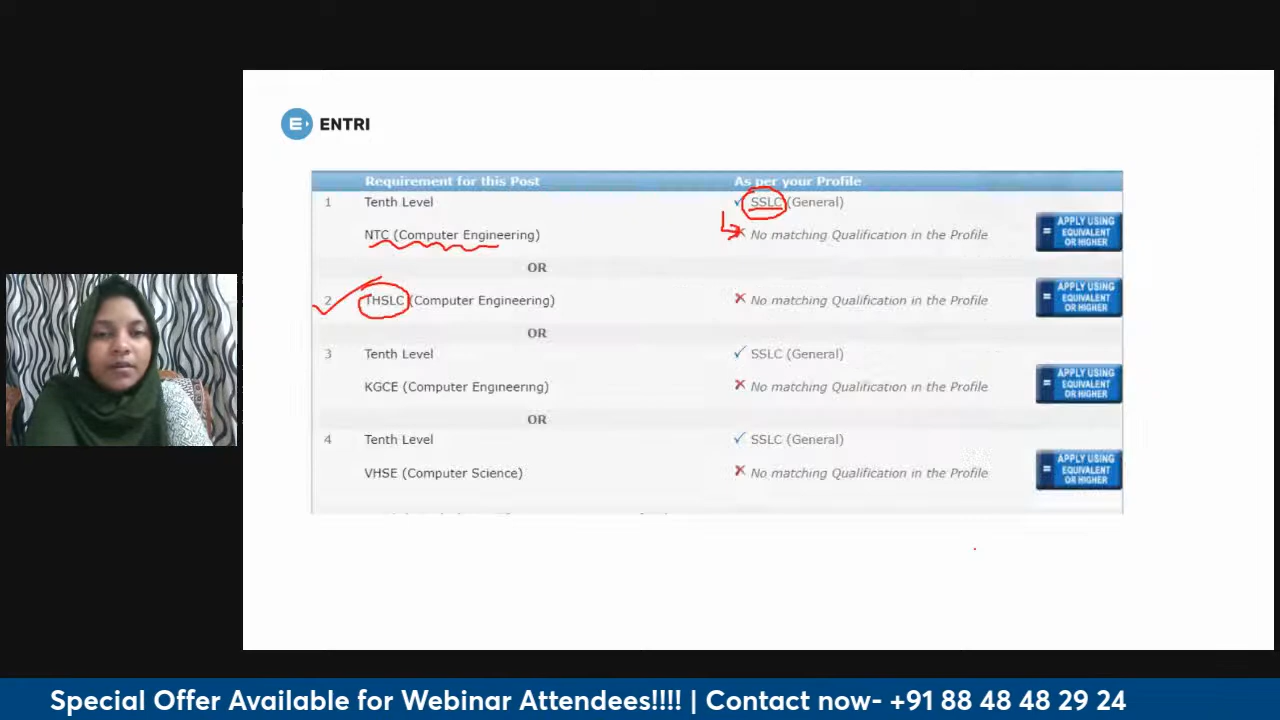 ENTRI
Requirement for this Post As per your Profile
1 Tenth Level SSLC (General)
NTC (Computer Engineering) No matching Qualification in the Profile
= APPLY USING
EQUIVALENT
OR HIGHER
OR
2 THSLC (Computer Engineering) No matching Qualification in the Profile
= APPLY USING
EQUIVALENT
OR HIGHER
OR
3 Tenth Level SSLC (General)
KGCE (Computer Engineering) No matching Qualification in the Profile
= APPLY USING
EQUIVALENT
OR HIGHER
OR
4 Tenth Level SSLC (General)
VHSE (Computer Science) No matching Qualification in the Profile
= APPLY USING
EQUIVALENT
OR HIGHER
Special Offer Available for Webinar Attendees!!!! | Contact now- +91 88 48 48 29 24